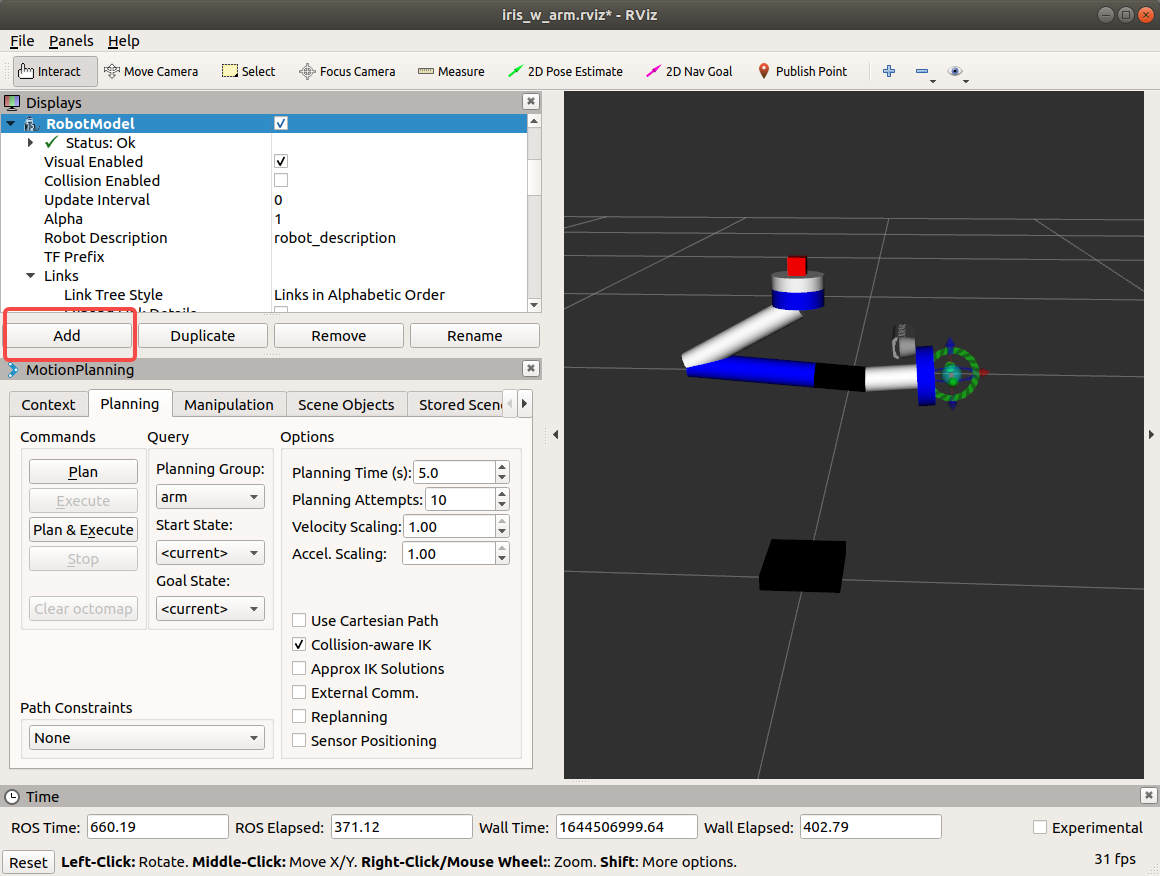 iris_w_arm.rviz* - RViz
File Panels Help
Interact Move Camera Select Focus Camera Measure 2D Pose Estimate 2D Nav Goal Publish Point
Displays
RobotModel
Status: Ok
Visual Enabled
Collision Enabled
Update Interval 0
Alpha 1
Robot Description robot_description
TF Prefix
Links
Link Tree Style Links in Alphabetic Order
Add Duplicate Remove Rename
MotionPlanning
Context Planning Manipulation Scene Objects Stored Scen
Commands Query Options
Plan
Execute
Plan & Execute
Stop
Clear octomap
Planning Group:
arm
Start State:
<current>
Goal State:
<current>
Planning Time (s): 5.0
Planning Attempts: 10
Velocity Scaling: 1.00
Accel. Scaling: 1.00
Use Cartesian Path
Collision-aware IK
Approx IK Solutions
External Comm.
Replanning
Sensor Positioning
Path Constraints
None
Time
ROS Time: 660.19 ROS Elapsed: 371.12 Wall Time: 1644506999.64 Wall Elapsed: 402.79 Experimental
Reset Left-Click: Rotate. Middle-Click: Move X/Y. Right-Click/Mouse Wheel:: Zoom. Shift: More options. 31 fps